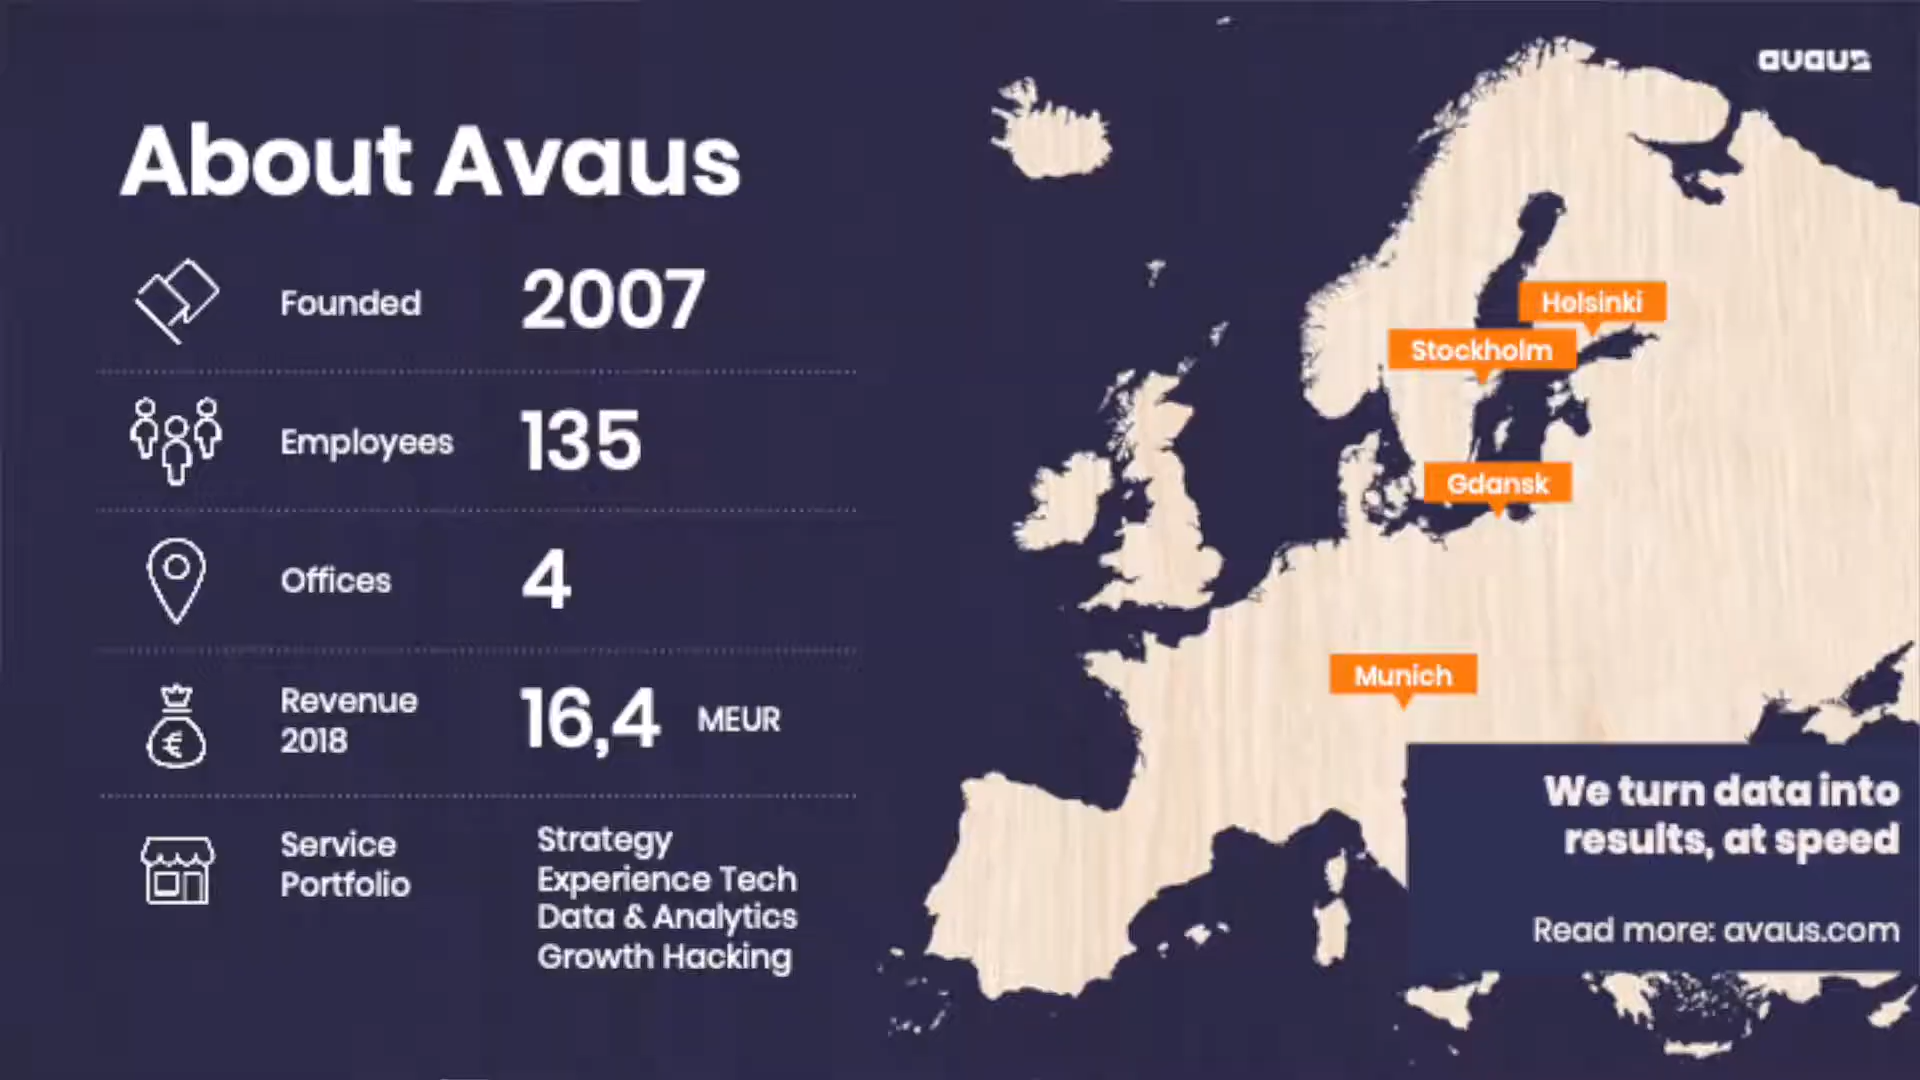 avaus
About Avaus
Founded 2007
Employees 135
Offices 4
Revenue
2018
16,4 MEUR
Service
Portfolio
Strategy
Experience Tech
Data & Analytics
Growth Hacking
Helsinki
Stockholm
Gdansk
Munich
We turn data into
results, at speed
Read more: avaus.com